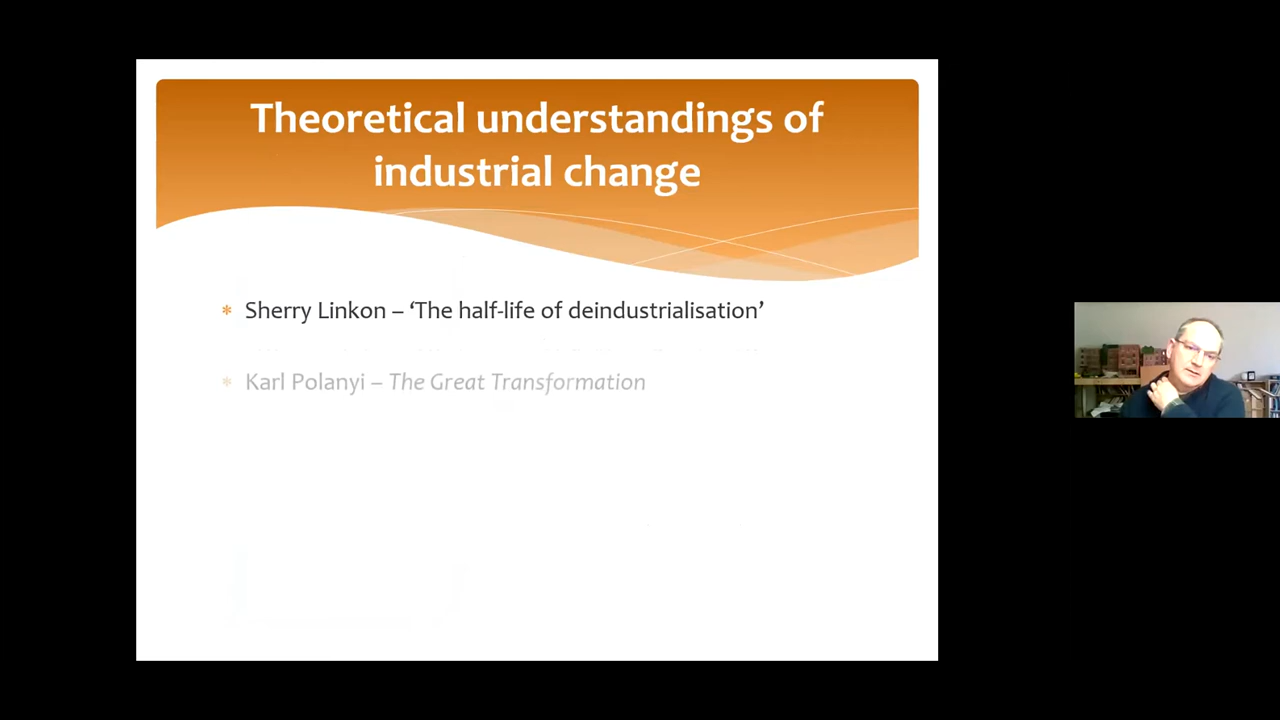 Theoretical understandings of
industrial change
* Sherry Linkon – ‘The half-life of deindustrialisation’
* Karl Polanyi – The Great Transformation